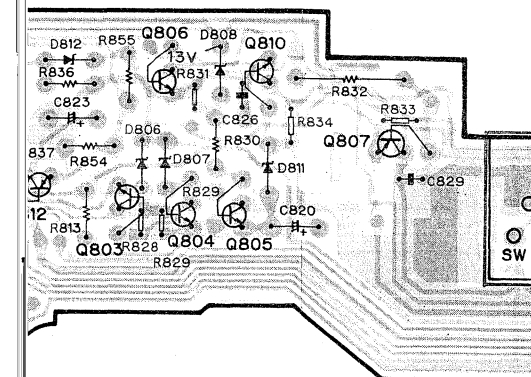 Q806 D808
D812 R855 Q810
13V
R836 R831
R832
C823 R833
C826
D806 R834
R830 Q807
837 D807
R854 D811
C829
R829
12 C820
R813
Q803 R828 Q804 Q805
R829
SW